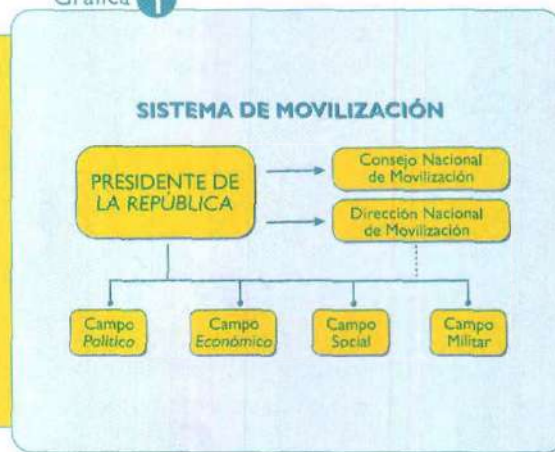 Gráfica 1
SISTEMA DE MOVILIZACIÓN
PRESIDENTE DE
LA REPÚBLICA
Consejo Nacional
de Movilización
Dirección Nacional
de Movilización
Campo
Político
Campo
Económico
Campo
Social
Campo
Militar